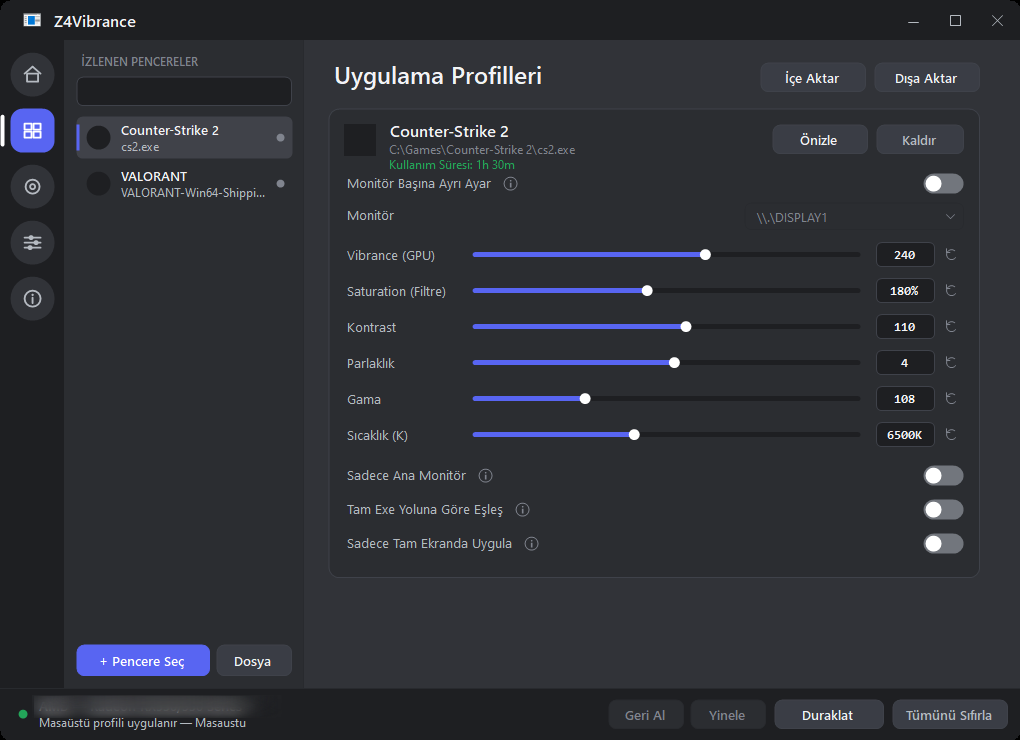 Z4Vibrance
İZLENEN PENCERELER
Counter-Strike 2
cs2.exe
VALORANT
VALORANT-Win64-Shippi...
+ Pencere Seç
Dosya
Uygulama Profilleri
İçe Aktar
Dışa Aktar
Counter-Strike 2
C:\Games\Counter-Strike 2\cs2.exe
Kullanım Süresi: 1h 30m
Önizle
Kaldır
Monitör Başına Ayrı Ayar
Monitör
\\.\DISPLAY1
Vibrance (GPU)
240
Saturation (Filtre)
180%
Kontrast
110
Parlaklık
4
Gama
108
Sıcaklık (K)
6500K
Sadece Ana Monitör
Tam Exe Yoluna Göre Eşleş
Sadece Tam Ekranda Uygula
Masaüstü profili uygulanır — Masaustu
Geri Al
Yinele
Duraklat
Tümünü Sıfırla